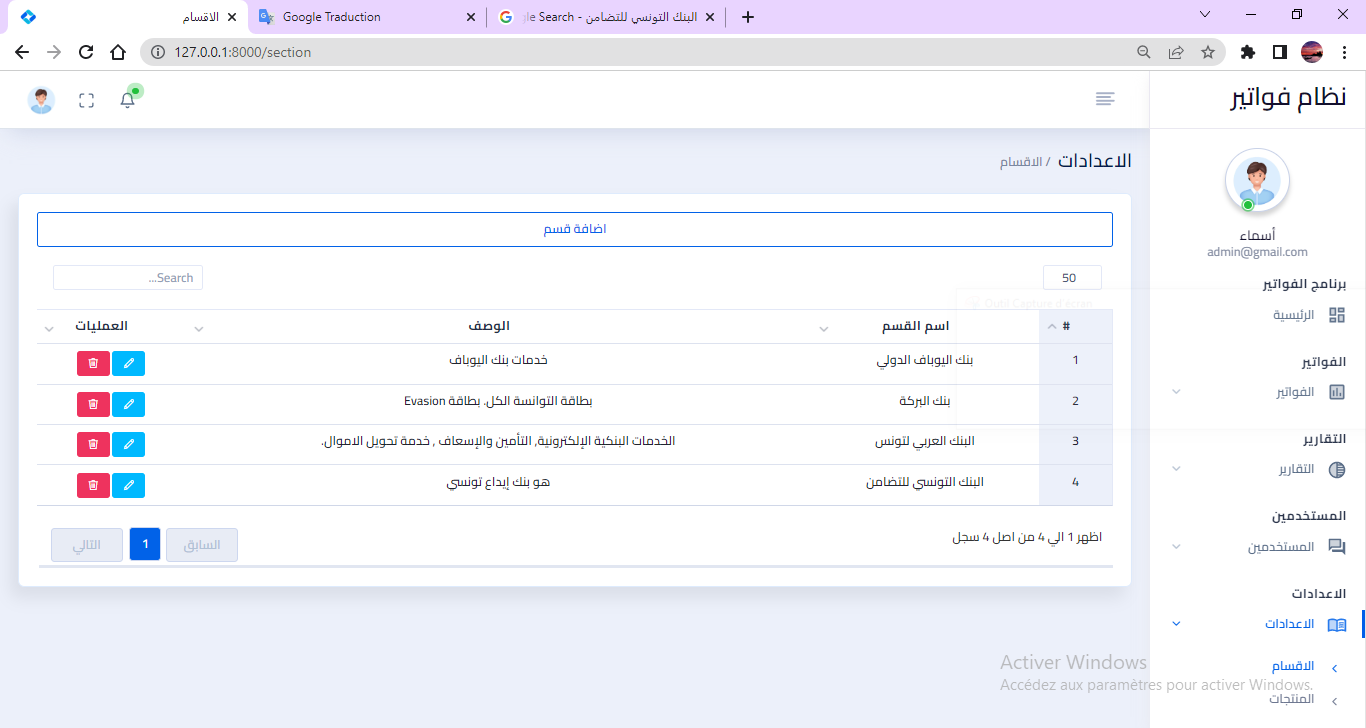 الاقسام
Google Traduction
البنك التونسي للتضامن - Google Search
127.0.0.1:8000/section
نظام فواتير
أسماء
admin@gmail.com
برنامج الفواتير
الرئيسية
الفواتير
الفواتير
التقارير
التقارير
المستخدمين
المستخدمين
الاعدادات
الاعدادات
الاقسام
المنتجات
الاعدادات / الاقسام
اضافة قسم
50
Search...
Outil Capture d'écran
# اسم القسم الوصف العمليات
1 بنك اليوباف الدولي خدمات بنك اليوباف
2 بنك البركة بطاقة التوانسة الكل. بطاقة Evasion
3 البنك العربي لتونس الخدمات البنكية الإلكترونية, التأمين والإسعاف , خدمة تحويل الاموال.
4 البنك التونسي للتضامن هو بنك إيداع تونسي
اظهر 1 الي 4 من اصل 4 سجل
السابق 1 التالي
Activer Windows
Accédez aux paramètres pour activer Windows.